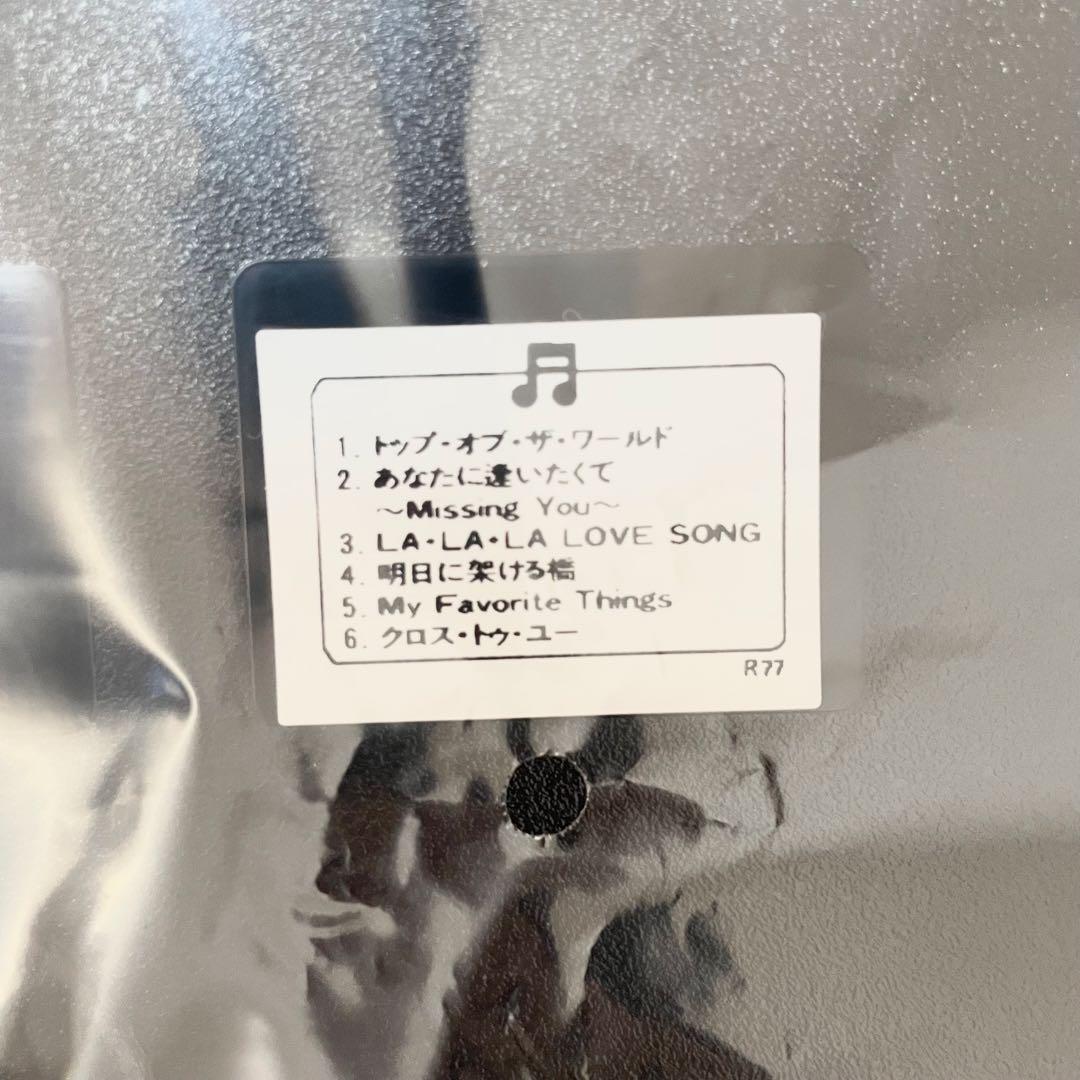 1. トップ・オブ・ザ・ワールド
2. あなたに逢いたくて
～Missing You～
3. LA・LA・LA LOVE SONG
4. 明日に架ける橋
5. My Favorite Things
6. クロス・トゥ・ユー
R77